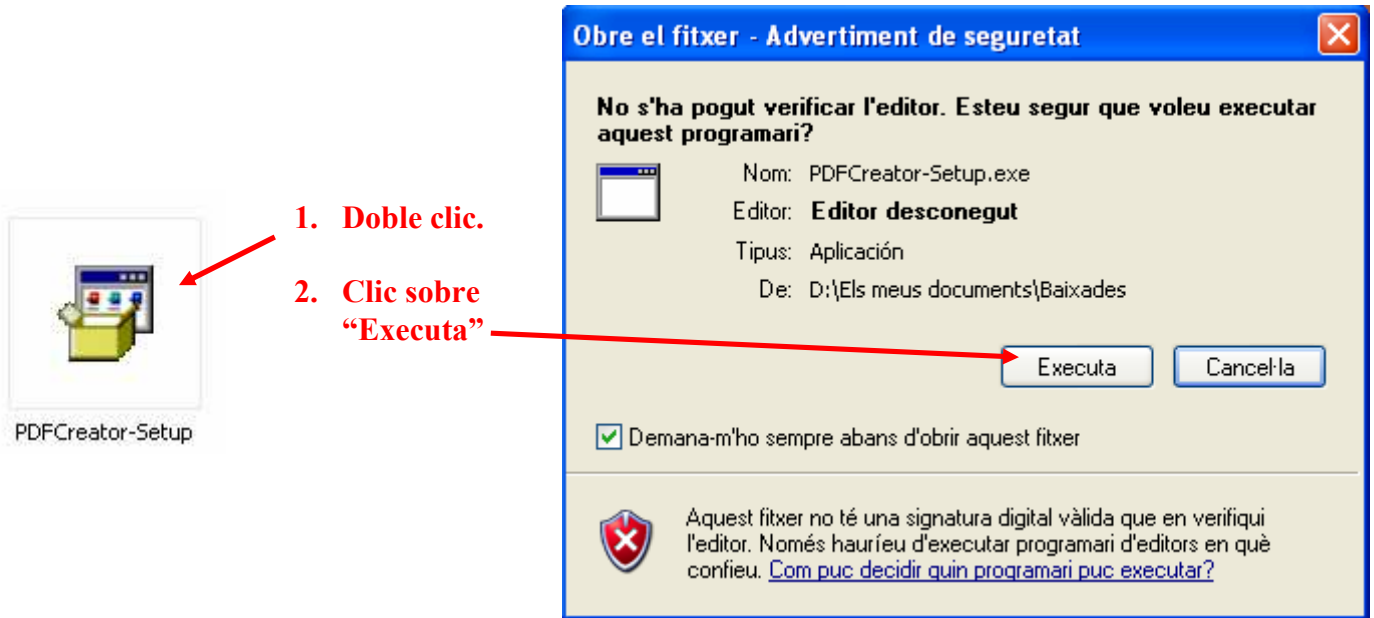 PDFCreator-Setup
1. Doble clic.
2. Clic sobre
“Executa”
Obre el fitxer - Advertiment de seguretat
No s'ha pogut verificar l'editor. Esteu segur que voleu executar
aquest programari?
Nom: PDFCreator-Setup.exe
Editor: Editor desconegut
Tipus: Aplicación
De: D:\Els meus documents\Baixades
Executa Cancel·la
Demana-m'ho sempre abans d'obrir aquest fitxer
Aquest fitxer no té una signatura digital vàlida que en verifiqui
l'editor. Només hauríeu d'executar programari d'editors en què
confieu. Com puc decidir quin programari puc executar?